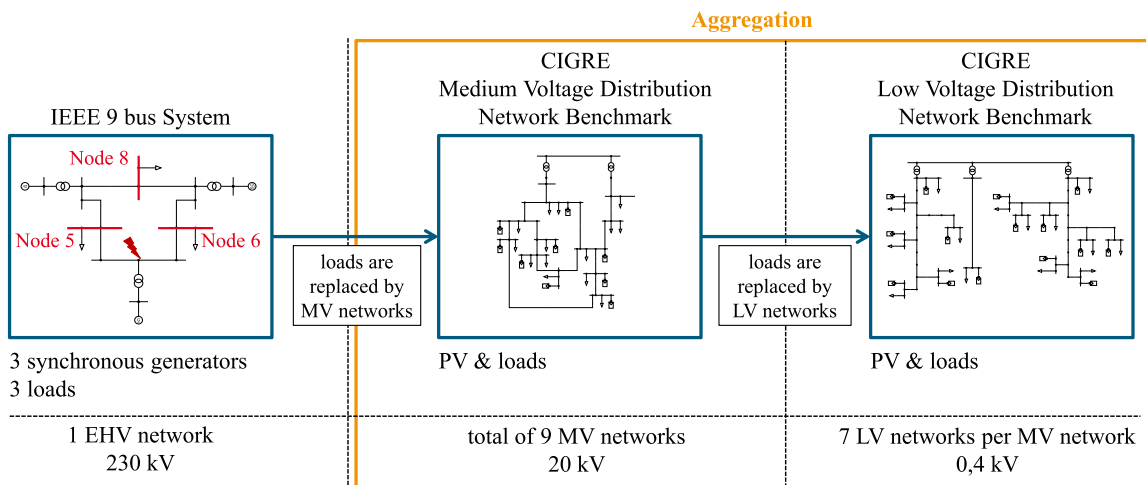 Aggregation
IEEE 9 bus System
CIGRE
Medium Voltage Distribution
Network Benchmark
CIGRE
Low Voltage Distribution
Network Benchmark
Node 8
Node 5
Node 6
loads are
replaced by
MV networks
loads are
replaced by
LV networks
3 synchronous generators
3 loads
PV & loads
PV & loads
1 EHV network
230 kV
total of 9 MV networks
20 kV
7 LV networks per MV network
0,4 kV